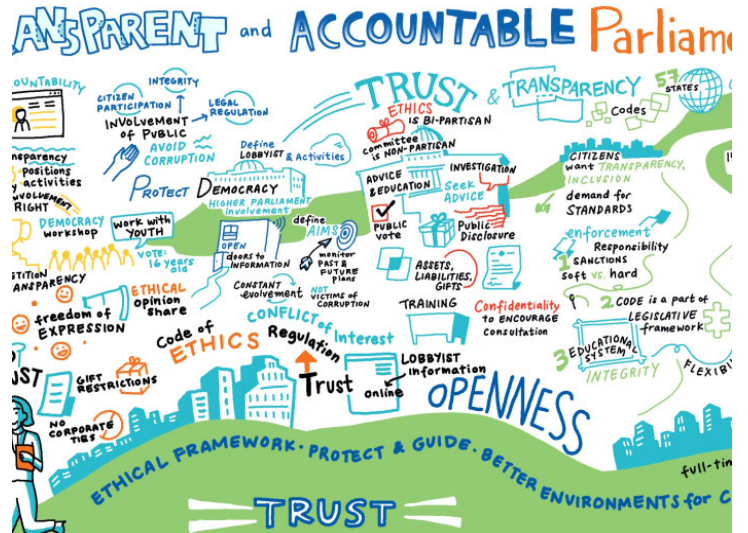 ANSPARENT and ACCOUNTABLE Parliame
OUNTABILITY
INTEGRITY
CITIZEN
PARTICIPATION
LEGAL
REGULATION
INVOLVEMENT
OF PUBLIC
AVOID
CORRUPTION
nsparency
positions
activities
VOLVEMENT
RIGHT
PROTECT DEMOCRACY
Define
LOBBYIST
& Activities
HIGHER PARLIAMENT
involvement
DEMOCRACY
workshop
work with
YOUTH
VOTE:
16 years
old
OPEN
doors to
INFORMATION
define
AIMS
monitor
PAST &
FUTURE
plans
CONSTANT
evolvement
NOT
VICTIMS of
CORRUPTION
ETITION
ANSPARENCY
freedom of
EXPRESSION
ETHICAL
opinion
share
Code of
ETHICS
CONFLICT of Interest
Regulation
Trust
LOBBYIST
Information
online
UST
GIFT
RESTRICTIONS
NO
CORPORATE
TIES
TRUST & TRANSPARENCY
ETHICS
is BI-PARTISAN
committee
is NON-PARTISAN
ADVICE
& EDUCATION
INVESTIGATION
Seek
ADVICE
PUBLIC
vote
Public
Disclosure
ASSETS,
LIABILITIES,
GIFTS
TRAINING
Confidentiality
to ENCOURAGE
Consultation
OPENNESS
57
STATES
Codes
CITIZENS
want TRANSPARENCY,
INCLUSION
demand for
STANDARDS
enforcement
Responsibility
1 SANCTIONS
soft vs. hard
2 CODE is a part of
LEGISLATIVE
framework
3 EDUCATIONAL
SYSTEM
INTEGRITY
FLEXIBI
full-tim
ETHICAL FRAMEWORK · PROTECT & GUIDE · BETTER ENVIRONMENTS for C
TRUST